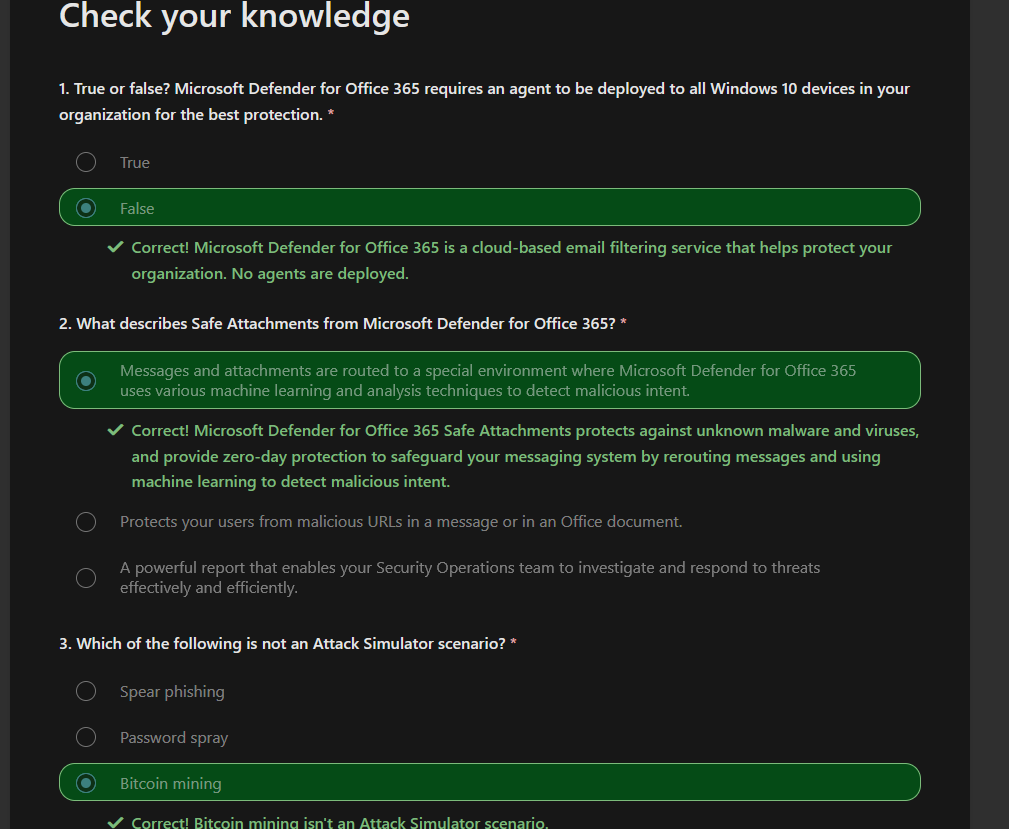 Check your knowledge
1. True or false? Microsoft Defender for Office 365 requires an agent to be deployed to all Windows 10 devices in your
organization for the best protection. *
True
False
Correct! Microsoft Defender for Office 365 is a cloud-based email filtering service that helps protect your
organization. No agents are deployed.
2. What describes Safe Attachments from Microsoft Defender for Office 365? *
Messages and attachments are routed to a special environment where Microsoft Defender for Office 365
uses various machine learning and analysis techniques to detect malicious intent.
Correct! Microsoft Defender for Office 365 Safe Attachments protects against unknown malware and viruses,
and provide zero-day protection to safeguard your messaging system by rerouting messages and using
machine learning to detect malicious intent.
Protects your users from malicious URLs in a message or in an Office document.
A powerful report that enables your Security Operations team to investigate and respond to threats
effectively and efficiently.
3. Which of the following is not an Attack Simulator scenario? *
Spear phishing
Password spray
Bitcoin mining
Correct! Bitcoin mining isn't an Attack Simulator scenario.